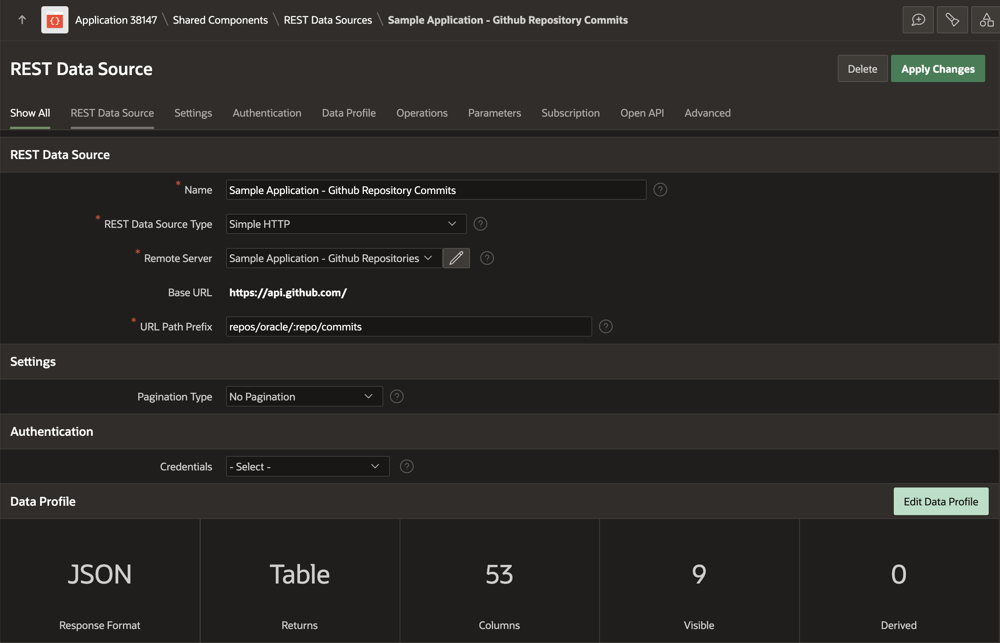 Application 38147 \ Shared Components \ REST Data Sources \ Sample Application - Github Repository Commits
REST Data Source
Delete
Apply Changes
Show All
REST Data Source
Settings
Authentication
Data Profile
Operations
Parameters
Subscription
Open API
Advanced
REST Data Source
* Name
Sample Application - Github Repository Commits
?
* REST Data Source Type
Simple HTTP
?
* Remote Server
Sample Application - Github Repositories
?
Base URL
https://api.github.com/
* URL Path Prefix
repos/oracle/:repo/commits
?
Settings
Pagination Type
No Pagination
?
Authentication
Credentials
- Select -
?
Data Profile
Edit Data Profile
JSON
Response Format
Table
Returns
53
Columns
9
Visible
0
Derived